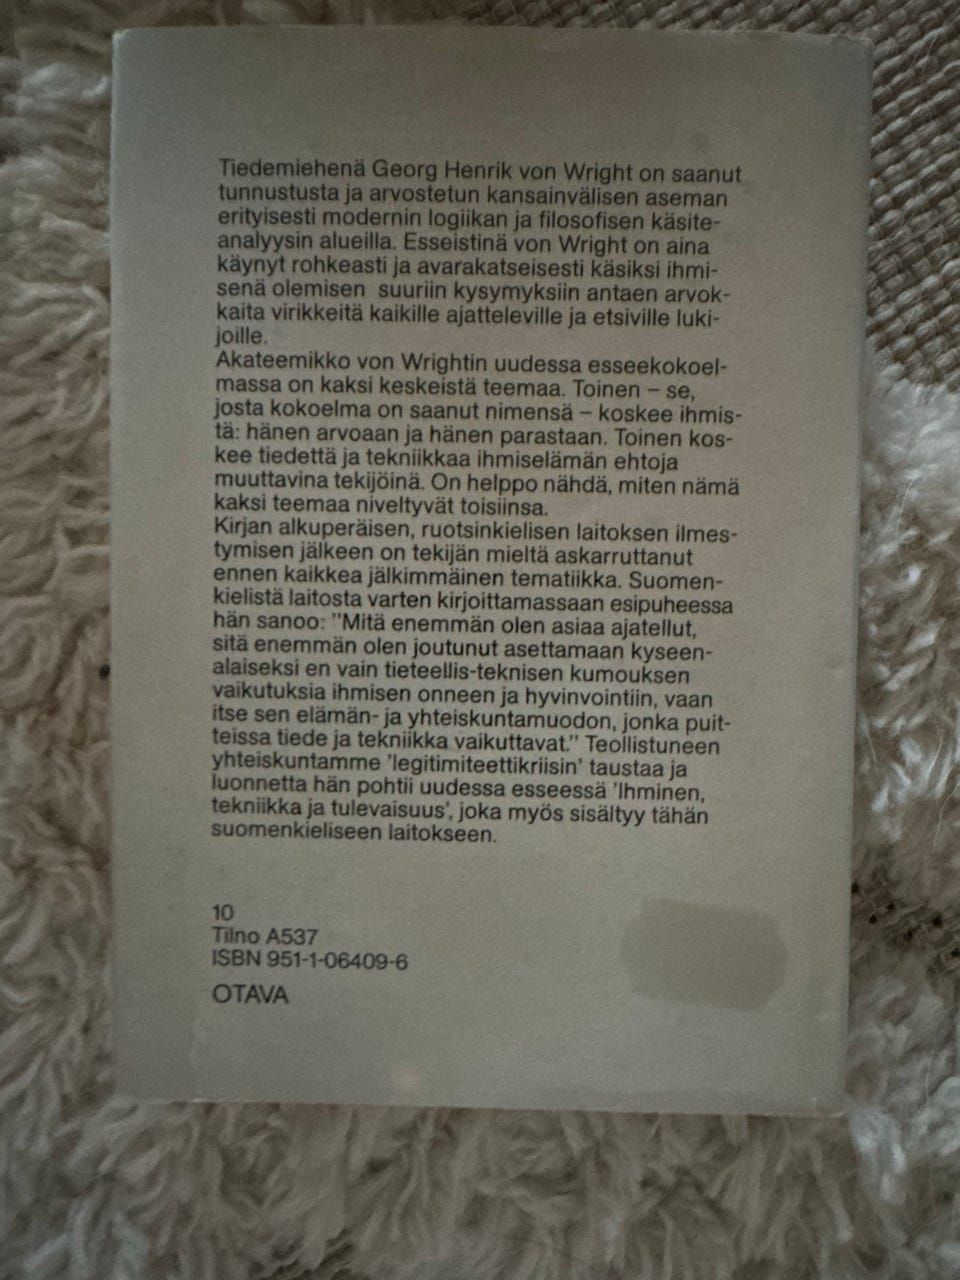 Tiedemiehenä Georg Henrik von Wright on saanut
tunnustusta ja arvostetun kansainvälisen aseman
erityisesti modernin logiikan ja filosofisen käsite-
analyysin alueilla. Esseistinä von Wright on aina
käynyt rohkeasti ja avarakatseisesti käsiksi ihmi-
senä olemisen suuriin kysymyksiin antaen arvok-
kaita virikkeitä kaikille ajatteleville ja etsiville luki-
joille.
Akateemikko von Wrightin uudessa esseekokoel-
massa on kaksi keskeistä teemaa. Toinen – se,
josta kokoelma on saanut nimensä – koskee ihmis-
tä: hänen arvoaan ja hänen parastaan. Toinen kos-
kee tiedettä ja tekniikkaa ihmiselämän ehtoja
muuttavina tekijöinä. On helppo nähdä, miten nämä
kaksi teemaa niveltyvät toisiinsa.
Kirjan alkuperäisen, ruotsinkielisen laitoksen ilmes-
tymisen jälkeen on tekijän mieltä askarruttanut
ennen kaikkea jälkimmäinen tematiikka. Suomen-
kielistä laitosta varten kirjoittamassaan esipuheessa
hän sanoo: "Mitä enemmän olen asiaa ajatellut,
sitä enemmän olen joutunut asettamaan kyseen-
alaiseksi en vain tieteellis-teknisen kumouksen
vaikutuksia ihmisen onneen ja hyvinvointiin, vaan
itse sen elämän- ja yhteiskuntamuodon, jonka puit-
teissa tiede ja tekniikka vaikuttavat." Teollistuneen
yhteiskuntamme 'legitimiteettikriisin' taustaa ja
luonnetta hän pohtii uudessa esseessä 'Ihminen,
tekniikka ja tulevaisuus', joka myös sisältyy tähän
suomenkieliseen laitokseen.
10
Tilno A537
ISBN 951-1-06409-6
OTAVA